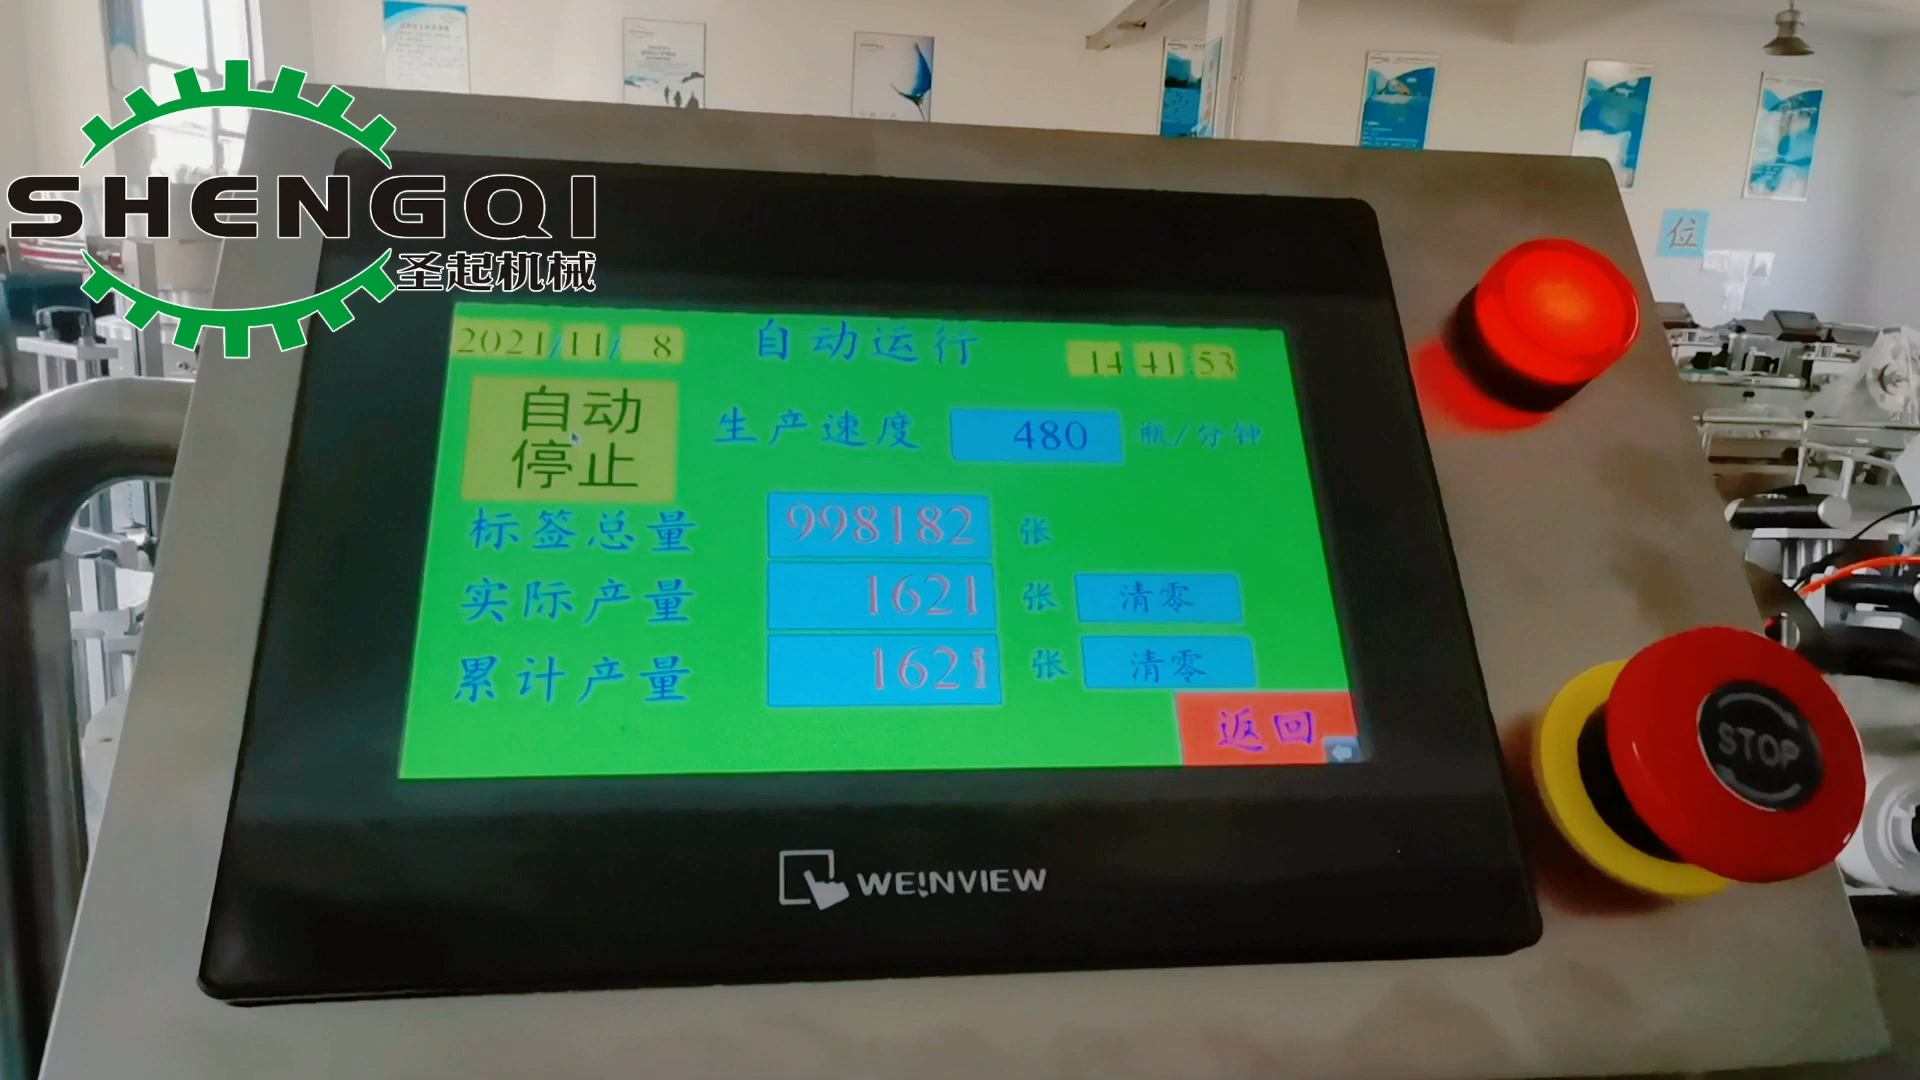 SHENGQI
圣起机械
位
2021/11/ 8
自动运行
14:41:53
自动
停止
生产速度 480 瓶/分钟
标签总量 998182 张
实际产量 1621 张 清零
累计产量 1621 张 清零
返回
WEINVIEW
STOP